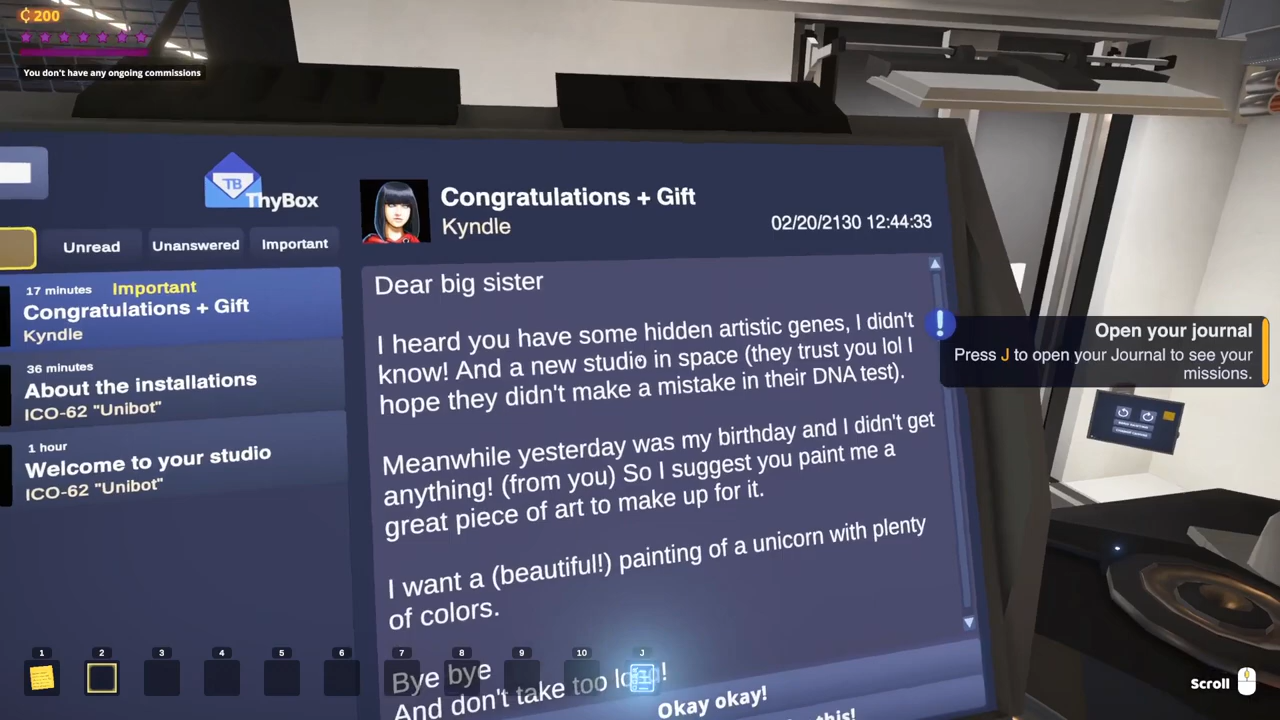 ₵ 200
You don't have any ongoing commissions
TB
ThyBox
Unread
Unanswered
Important
17 minutes Important
Congratulations + Gift
Kyndle
36 minutes
About the installations
ICO-62 "Unibot"
1 hour
Welcome to your studio
ICO-62 "Unibot"
Congratulations + Gift
Kyndle
02/20/2130 12:44:33
Dear big sister
I heard you have some hidden artistic genes, I didn't
know! And a new studio in space (they trust you lol I
hope they didn't make a mistake in their DNA test).
Meanwhile yesterday was my birthday and I didn't get
anything! (from you) So I suggest you paint me a
great piece of art to make up for it.
I want a (beautiful!) painting of a unicorn with plenty
of colors.
Bye bye
And don't take too long!
Okay okay!
this!
!
Open your journal
Press J to open your Journal to see your
missions.
1 2 3 4 5 6 7 8 9 10 J
Scroll